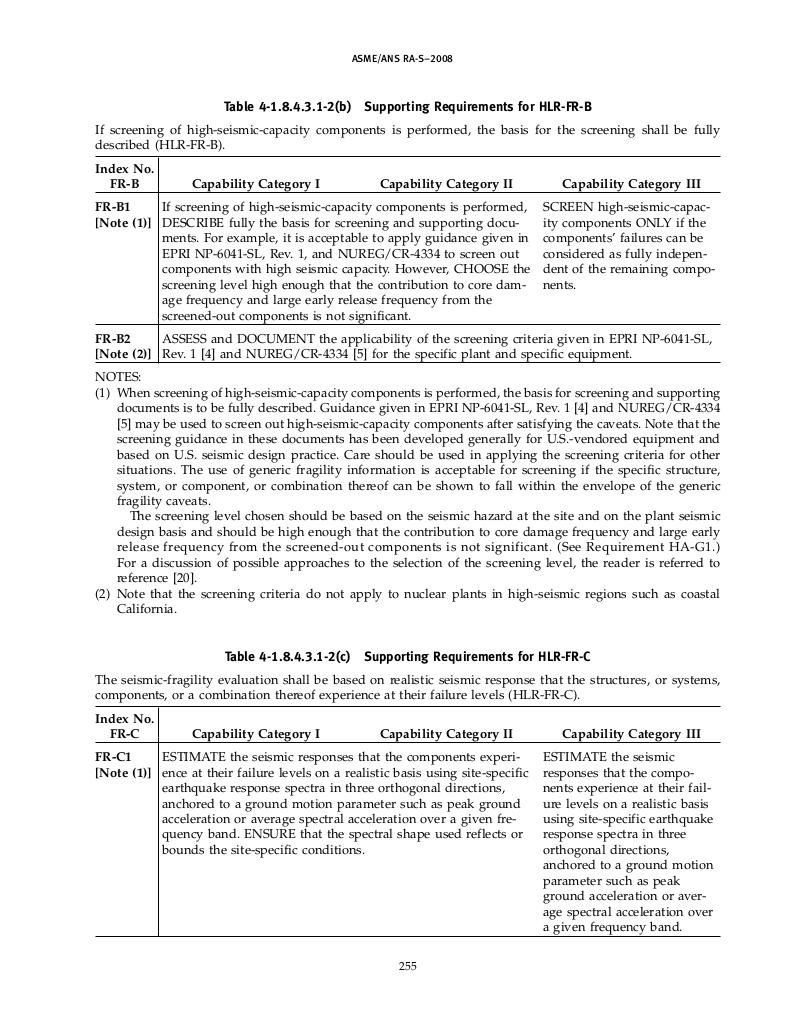 ASME/ANS RA-S–2008
Table 4-1.8.4.3.1-2(b) Supporting Requirements for HLR-FR-B
If screening of high-seismic-capacity components is performed, the basis for the screening shall be fully
described (HLR-FR-B).
Index No.
FR-B
Capability Category I
Capability Category II
Capability Category III
FR-B1
[Note (1)]
If screening of high-seismic-capacity components is performed,
DESCRIBE fully the basis for screening and supporting docu-
ments. For example, it is acceptable to apply guidance given in
EPRI NP-6041-SL, Rev. 1, and NUREG/CR-4334 to screen out
components with high seismic capacity. However, CHOOSE the
screening level high enough that the contribution to core dam-
age frequency and large early release frequency from the
screened-out components is not significant.
SCREEN high-seismic-capac-
ity components ONLY if the
components' failures can be
considered as fully indepen-
dent of the remaining compo-
nents.
FR-B2
[Note (2)]
ASSESS and DOCUMENT the applicability of the screening criteria given in EPRI NP-6041-SL,
Rev. 1 [4] and NUREG/CR-4334 [5] for the specific plant and specific equipment.
NOTES:
(1) When screening of high-seismic-capacity components is performed, the basis for screening and supporting
documents is to be fully described. Guidance given in EPRI NP-6041-SL, Rev. 1 [4] and NUREG/CR-4334
[5] may be used to screen out high-seismic-capacity components after satisfying the caveats. Note that the
screening guidance in these documents has been developed generally for U.S.-vendored equipment and
based on U.S. seismic design practice. Care should be used in applying the screening criteria for other
situations. The use of generic fragility information is acceptable for screening if the specific structure,
system, or component, or combination thereof can be shown to fall within the envelope of the generic
fragility caveats.
The screening level chosen should be based on the seismic hazard at the site and on the plant seismic
design basis and should be high enough that the contribution to core damage frequency and large early
release frequency from the screened-out components is not significant. (See Requirement HA-G1.)
For a discussion of possible approaches to the selection of the screening level, the reader is referred to
reference [20].
(2) Note that the screening criteria do not apply to nuclear plants in high-seismic regions such as coastal
California.
Table 4-1.8.4.3.1-2(c) Supporting Requirements for HLR-FR-C
The seismic-fragility evaluation shall be based on realistic seismic response that the structures, or systems,
components, or a combination thereof experience at their failure levels (HLR-FR-C).
Index No.
FR-C
Capability Category I
Capability Category II
Capability Category III
FR-C1
[Note (1)]
ESTIMATE the seismic responses that the components experi-
ence at their failure levels on a realistic basis using site-specific
earthquake response spectra in three orthogonal directions,
anchored to a ground motion parameter such as peak ground
acceleration or average spectral acceleration over a given fre-
quency band. ENSURE that the spectral shape used reflects or
bounds the site-specific conditions.
ESTIMATE the seismic
responses that the compo-
nents experience at their fail-
ure levels on a realistic basis
using site-specific earthquake
response spectra in three
orthogonal directions,
anchored to a ground motion
parameter such as peak
ground acceleration or aver-
age spectral acceleration over
a given frequency band.
255